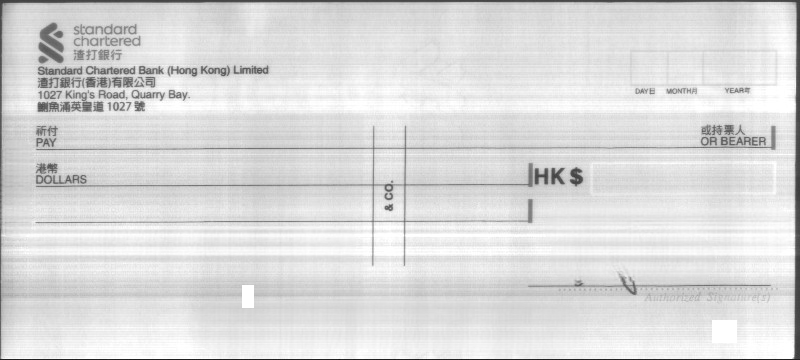 standard
chartered
渣打銀行
Standard Chartered Bank (Hong Kong) Limited
渣打銀行(香港)有限公司
1027 King's Road, Quarry Bay.
鰂魚涌英皇道 1027 號
DAY日 MONTH月 YEAR年
祈付
PAY
或持票人
OR BEARER
港幣
DOLLARS
HK $
& CO.
Authorized Signature(s)